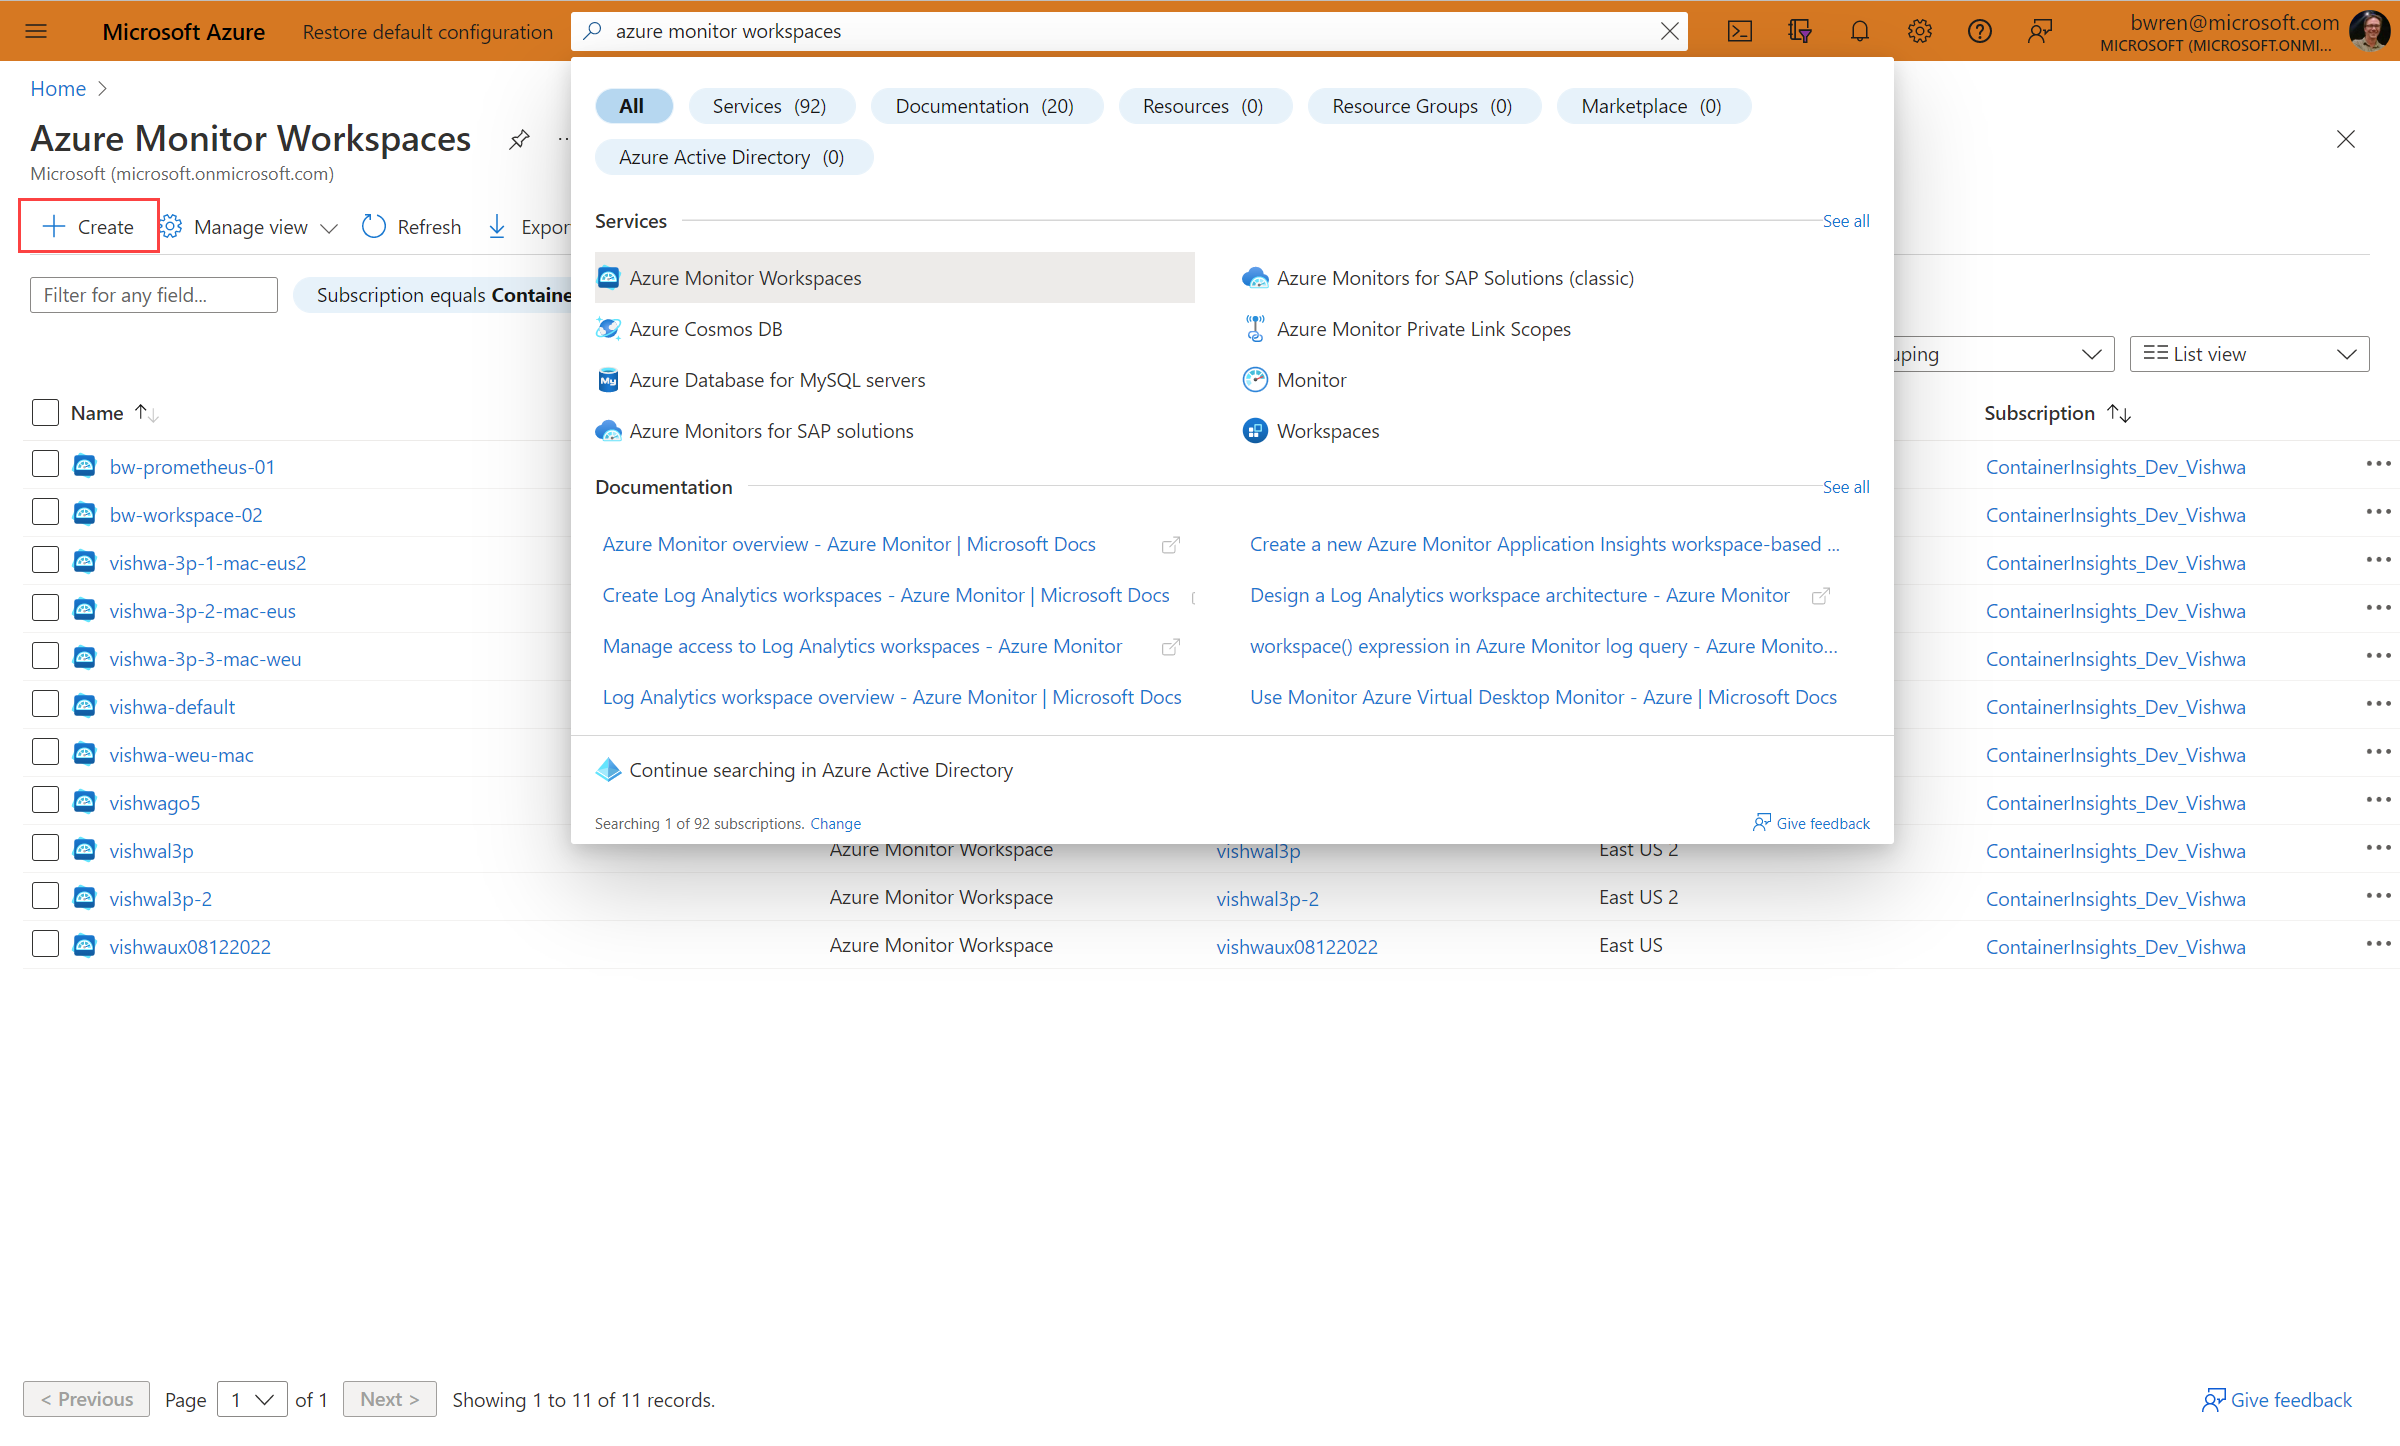 Microsoft Azure
Restore default configuration
azure monitor workspaces
bwren@microsoft.com
MICROSOFT (MICROSOFT.ONMI...
Home
Azure Monitor Workspaces
Microsoft (microsoft.onmicrosoft.com)
Create
Manage view
Refresh
Expor
Filter for any field...
Subscription equals Containe
uping
List view
All
Services (92)
Documentation (20)
Resources (0)
Resource Groups (0)
Marketplace (0)
Azure Active Directory (0)
Services
See all
Azure Monitor Workspaces
Azure Monitors for SAP Solutions (classic)
Azure Cosmos DB
Azure Monitor Private Link Scopes
Azure Database for MySQL servers
Monitor
Azure Monitors for SAP solutions
Workspaces
Documentation
See all
Azure Monitor overview - Azure Monitor | Microsoft Docs
Create a new Azure Monitor Application Insights workspace-based ...
Create Log Analytics workspaces - Azure Monitor | Microsoft Docs
Design a Log Analytics workspace architecture - Azure Monitor
Manage access to Log Analytics workspaces - Azure Monitor
workspace() expression in Azure Monitor log query - Azure Monito...
Log Analytics workspace overview - Azure Monitor | Microsoft Docs
Use Monitor Azure Virtual Desktop Monitor - Azure | Microsoft Docs
Continue searching in Azure Active Directory
Searching 1 of 92 subscriptions. Change
Give feedback
Name
Subscription
bw-prometheus-01
ContainerInsights_Dev_Vishwa
bw-workspace-02
ContainerInsights_Dev_Vishwa
vishwa-3p-1-mac-eus2
ContainerInsights_Dev_Vishwa
vishwa-3p-2-mac-eus
ContainerInsights_Dev_Vishwa
vishwa-3p-3-mac-weu
ContainerInsights_Dev_Vishwa
vishwa-default
ContainerInsights_Dev_Vishwa
vishwa-weu-mac
ContainerInsights_Dev_Vishwa
vishwago5
ContainerInsights_Dev_Vishwa
vishwal3p
Azure Monitor Workspace
vishwal3p
East US 2
ContainerInsights_Dev_Vishwa
vishwal3p-2
Azure Monitor Workspace
vishwal3p-2
East US 2
ContainerInsights_Dev_Vishwa
vishwaux08122022
Azure Monitor Workspace
vishwaux08122022
East US
ContainerInsights_Dev_Vishwa
< Previous
Page 1 of 1
Next >
Showing 1 to 11 of 11 records.
Give feedback